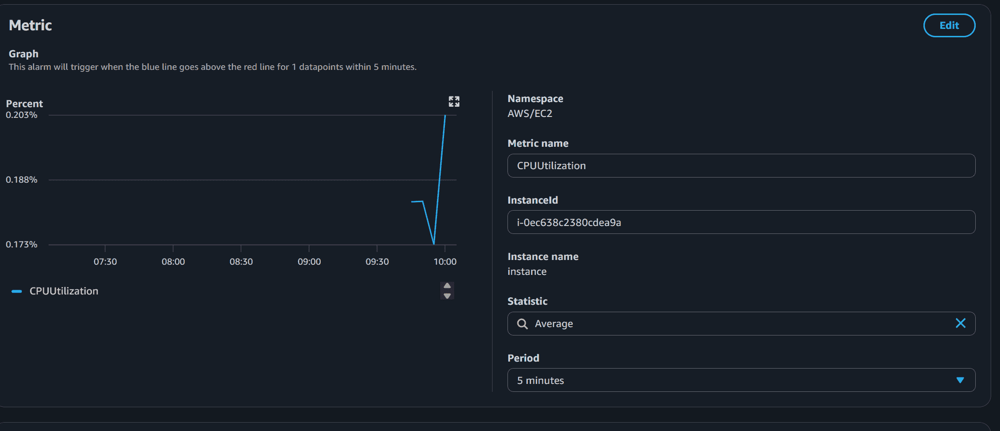 Metric
Edit
Graph
This alarm will trigger when the blue line goes above the red line for 1 datapoints within 5 minutes.
Percent
0.203%
0.188%
0.173%
07:30 08:00 08:30 09:00 09:30 10:00
CPUUtilization
Namespace
AWS/EC2
Metric name
CPUUtilization
InstanceId
i-0ec638c2380cdea9a
Instance name
instance
Statistic
Average
Period
5 minutes